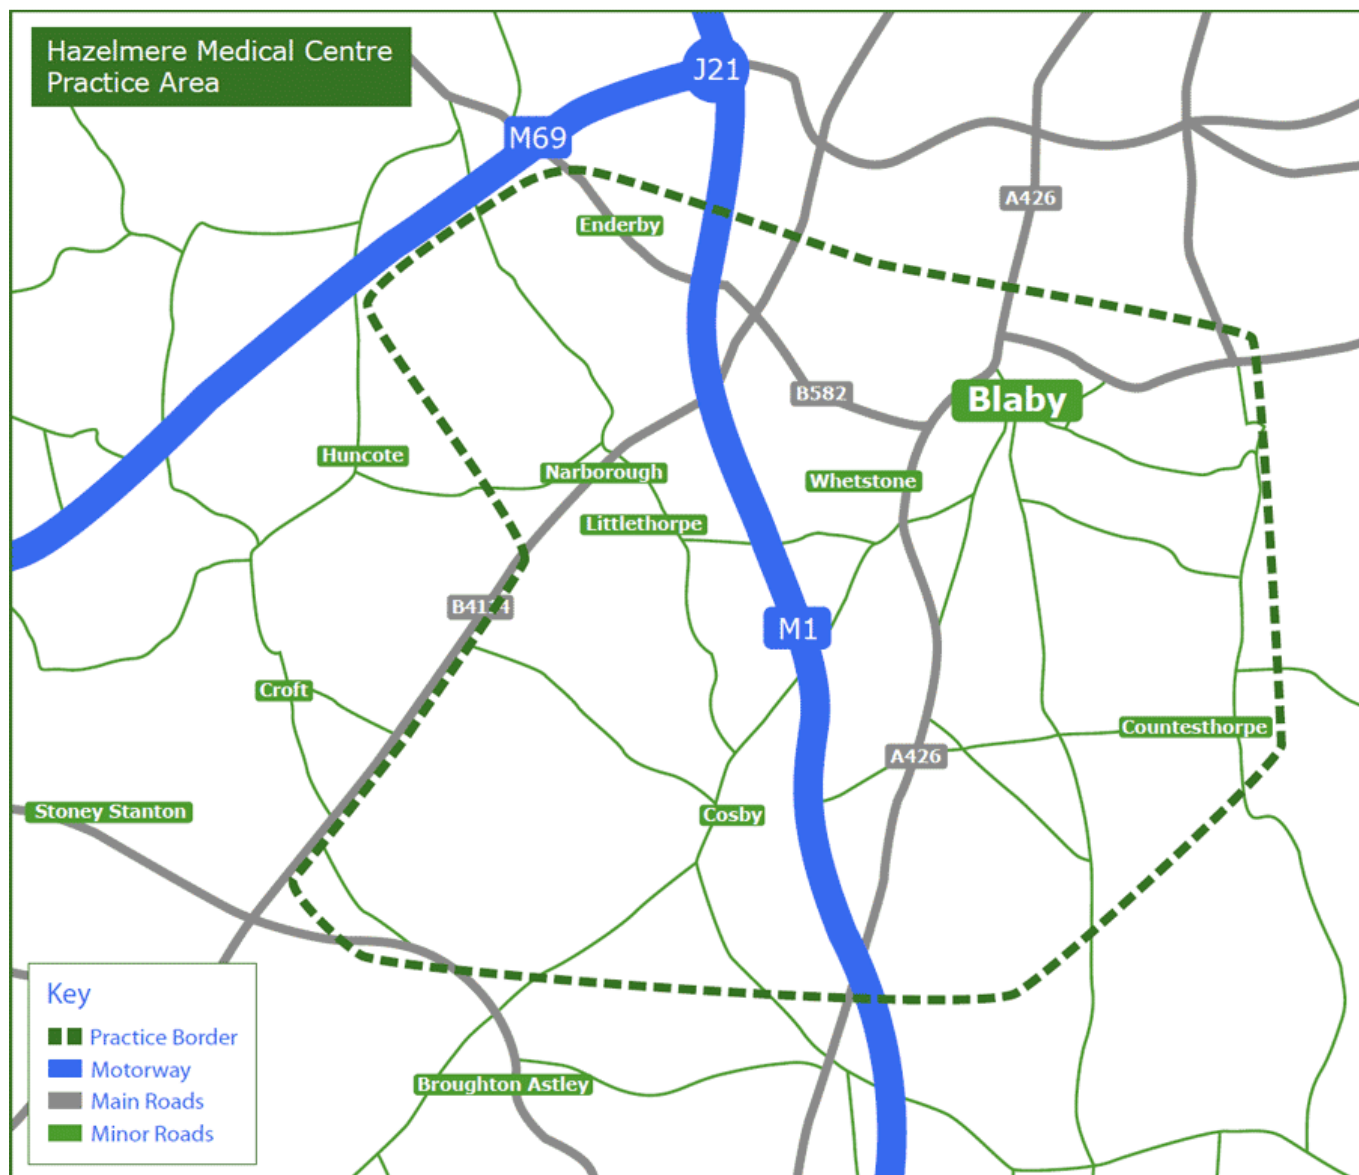 Hazelmere Medical Centre
Practice Area
J21
M69
A426
Enderby
B582
Blaby
Huncote
Narborough
Whetstone
Littlethorpe
B4114
M1
Croft
Countesthorpe
A426
Stoney Stanton
Cosby
Key
Practice Border
Motorway
Main Roads
Minor Roads
Broughton Astley